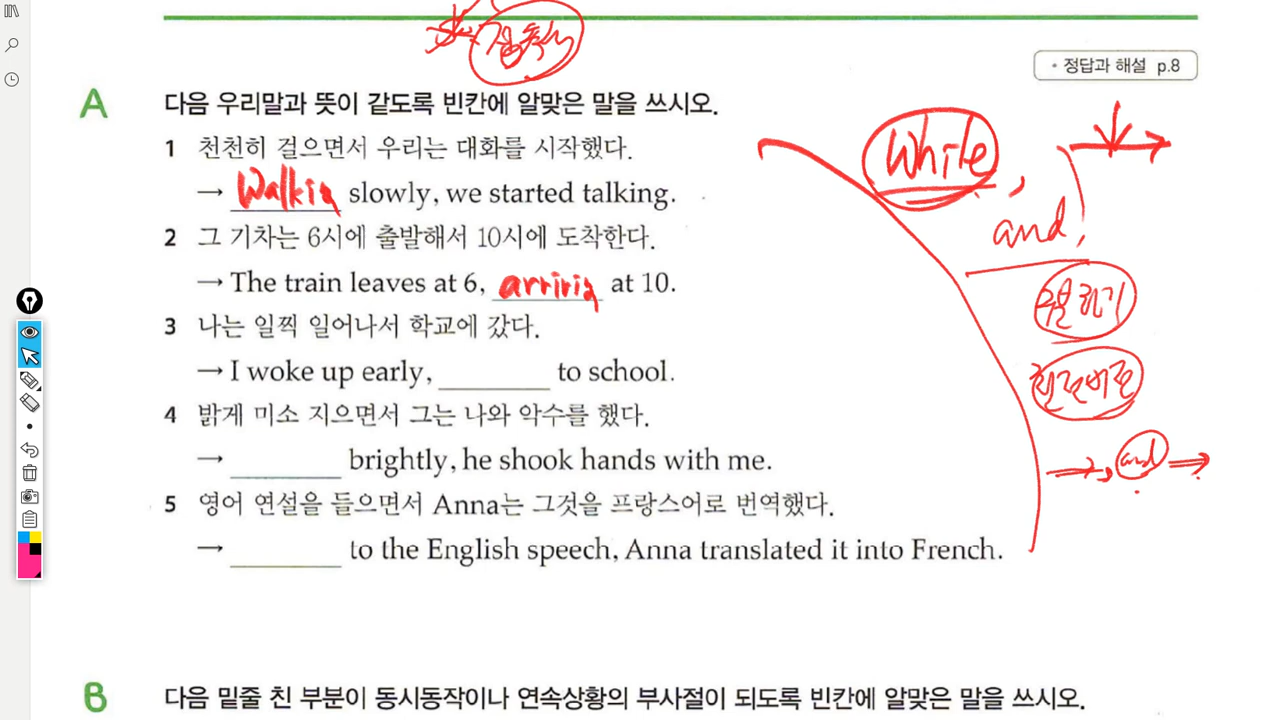 • 정답과 해설 p.8
A 다음 우리말과 뜻이 같도록 빈칸에 알맞은 말을 쓰시오.
1 천천히 걸으면서 우리는 대화를 시작했다.
→ Walkin slowly, we started talking.
2 그 기차는 6시에 출발해서 10시에 도착한다.
→ The train leaves at 6, at 10.
3 나는 일찍 일어나서 학교에 갔다.
→ I woke up early, ________ to school.
4 밝게 미소 지으면서 그는 나와 악수를 했다.
→ ________ brightly, he shook hands with me.
5 영어 연설을 들으면서 Anna는 그것을 프랑스어로 번역했다.
→ ________ to the English speech, Anna translated it into French.
While,
and,
and
B 다음 밑줄 친 부분이 동시동작이나 연속상황의 부사절이 되도록 빈칸에 알맞은 말을 쓰시오.